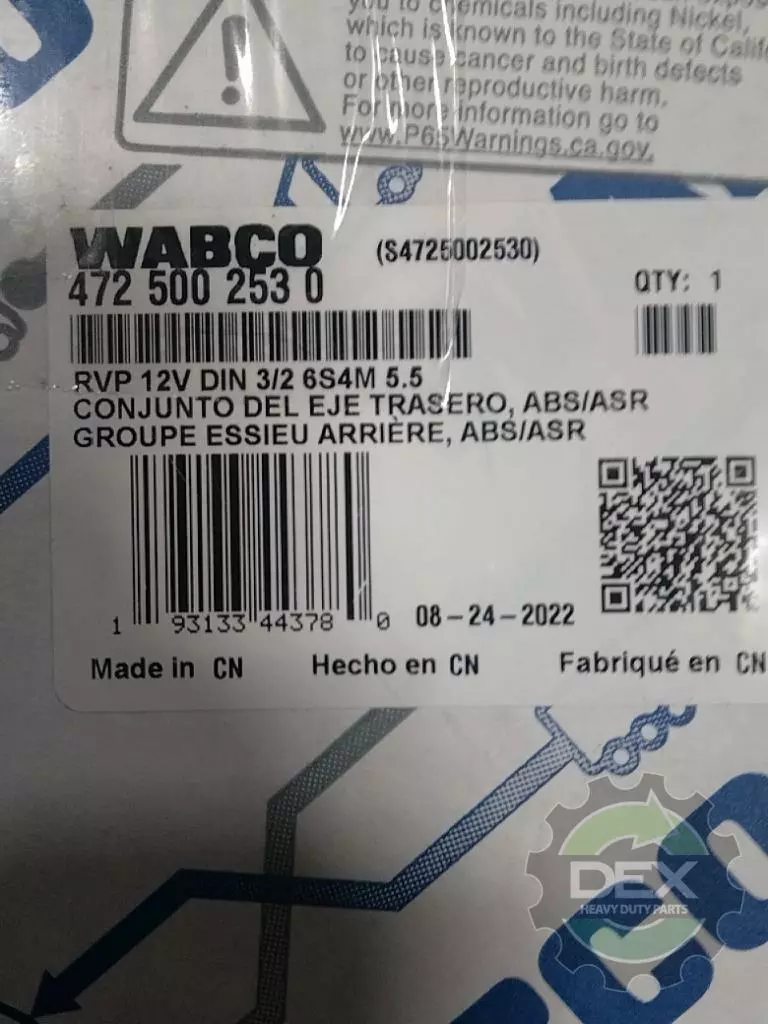 you to chemicals including Nickel,
which is known to the State of
to cause cancer and birth defects
or other reproductive harm.
For more information go to
www.P65Warnings.ca.gov.
WABCO (S4725002530)
472 500 253 0 QTY: 1
RVP 12V DIN 3/2 6S4M 5.5
CONJUNTO DEL EJE TRASERO, ABS/ASR
GROUPE ESSIEU ARRIÈRE, ABS/ASR
1 93133 44378 0 08-24-2022
Made in CN Hecho en CN Fabriqué en CN
DEX
HEAVY DUTY PARTS